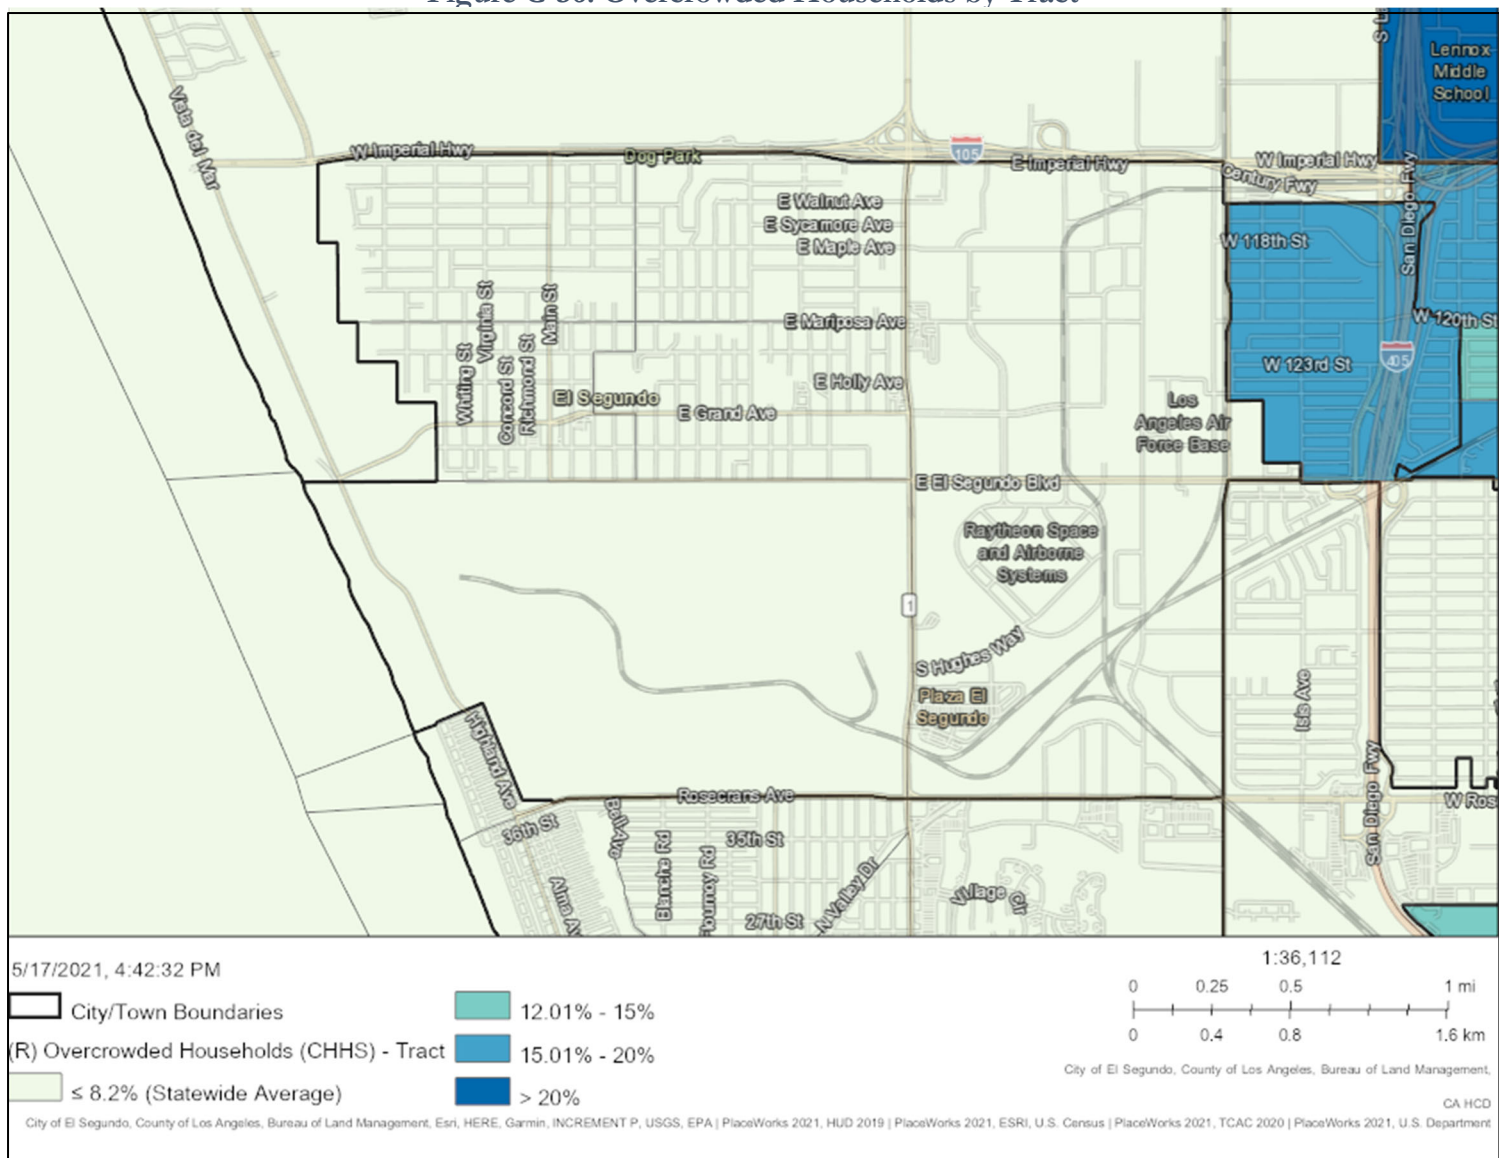 Figure C-36: Overcrowded Households by Tract
Lennox
Middle
School
Vista del Mar
W Imperial Hwy
Dog Park
105
E Imperial Hwy
W Imperial Hwy
Century Fwy
San Diego Fwy
E Walnut Ave
E Sycamore Ave
E Maple Ave
W 118th St
Virginia St
Main St
E Mariposa Ave
W 120th St
Whiting St
Concord St
Richmond St
E Holly Ave
W 123rd St
405
El Segundo
E Grand Ave
Los
Angeles Air
Force Base
E El Segundo Blvd
Raytheon Space
and Airborne
Systems
1
S Hughes Way
Plaza El
Segundo
Isis Ave
Highland Ave
Rosecrans Ave
San Diego Fwy
W Ros
36th St
Bell Ave
Blanche Rd
Flournoy Rd
35th St
N Valley Dr
Village Cir
Alma Av
27th St
5/17/2021, 4:42:32 PM
City/Town Boundaries
(R) Overcrowded Households (CHHS) - Tract
≤ 8.2% (Statewide Average)
12.01% - 15%
15.01% - 20%
> 20%
1:36,112
0 0.25 0.5 1 mi
0 0.4 0.8 1.6 km
City of El Segundo, County of Los Angeles, Bureau of Land Management,
CA HCD
City of El Segundo, County of Los Angeles, Bureau of Land Management, Esri, HERE, Garmin, INCREMENT P, USGS, EPA | PlaceWorks 2021, HUD 2019 | PlaceWorks 2021, ESRI, U.S. Census | PlaceWorks 2021, TCAC 2020 | PlaceWorks 2021, U.S. Department